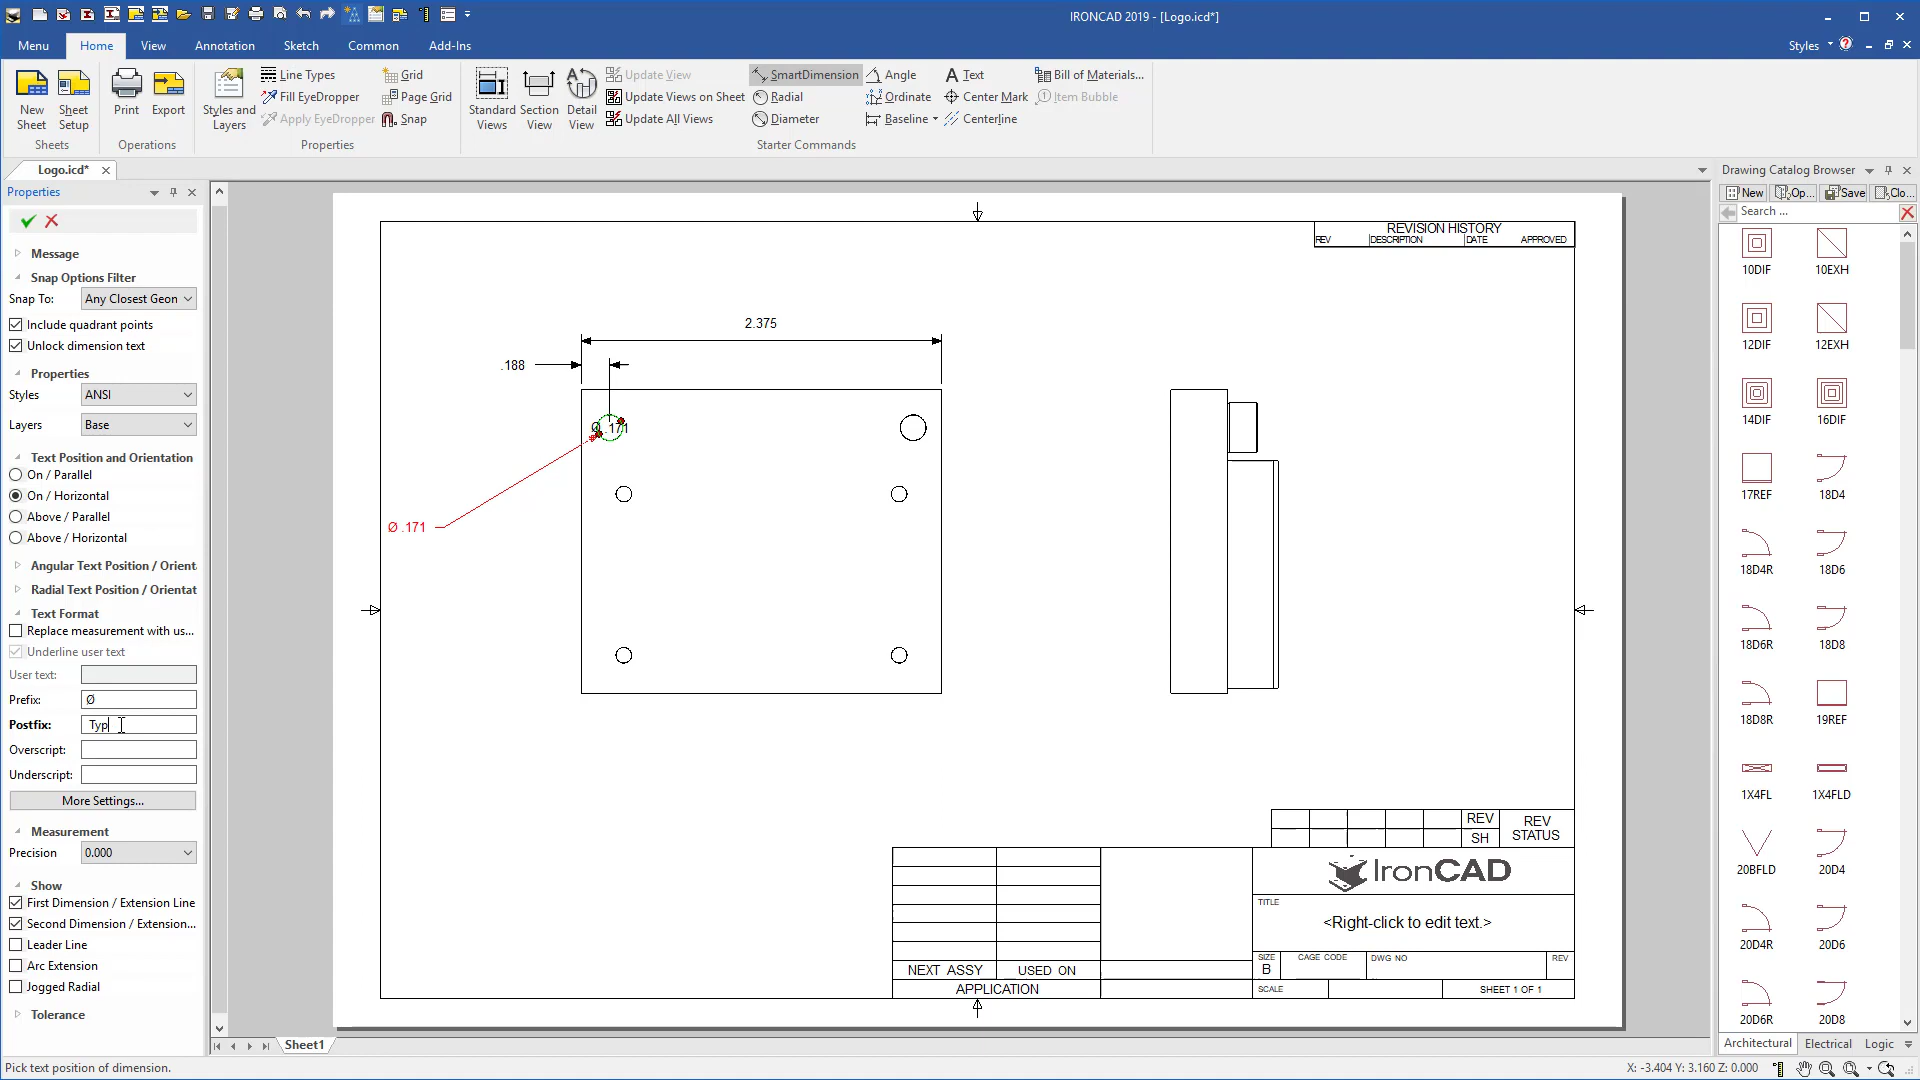 IRONCAD 2019 - [Logo.icd*]
Menu Home View Annotation Sketch Common Add-Ins Styles
New Sheet
Sheet Setup
Sheets
Print
Export
Operations
Styles and Layers
Line Types
Fill EyeDropper
Apply EyeDropper
Grid
Page Grid
Snap
Properties
Standard Views
Section View
Detail View
Update View
Update Views on Sheet
Update All Views
SmartDimension
Radial
Diameter
Angle
Ordinate
Baseline
Text
Center Mark
Centerline
Bill of Materials...
Item Bubble
Starter Commands
Logo.icd*
Properties
Message
Snap Options Filter
Snap To: Any Closest Geon
Include quadrant points
Unlock dimension text
Properties
Styles ANSI
Layers Base
Text Position and Orientation
On / Parallel
On / Horizontal
Above / Parallel
Above / Horizontal
Angular Text Position / Orient
Radial Text Position / Orientat
Text Format
Replace measurement with us...
Underline user text
User text:
Prefix: Ø
Postfix: Typ
Overscript:
Underscript:
More Settings...
Measurement
Precision 0.000
Show
First Dimension / Extension Line
Second Dimension / Extension...
Leader Line
Arc Extension
Jogged Radial
Tolerance
2.375
.188
Ø .171
Ø .171
REVISION HISTORY
REV DESCRIPTION DATE APPROVED
REV
SH
REV STATUS
IronCAD
TITLE
<Right-click to edit text.>
SIZE
B
CAGE CODE
DWG NO
REV
SCALE
SHEET 1 OF 1
NEXT ASSY USED ON
APPLICATION
Sheet1
Drawing Catalog Browser
New Op... Save Clo...
Search ...
10DIF 10EXH
12DIF 12EXH
14DIF 16DIF
17REF 18D4
18D4R 18D6
18D6R 18D8
18D8R 19REF
1X4FL 1X4FLD
20BFLD 20D4
20D4R 20D6
20D6R 20D8
Architectural Electrical Logic
Pick text position of dimension.
X: -3.404 Y: 3.160 Z: 0.000